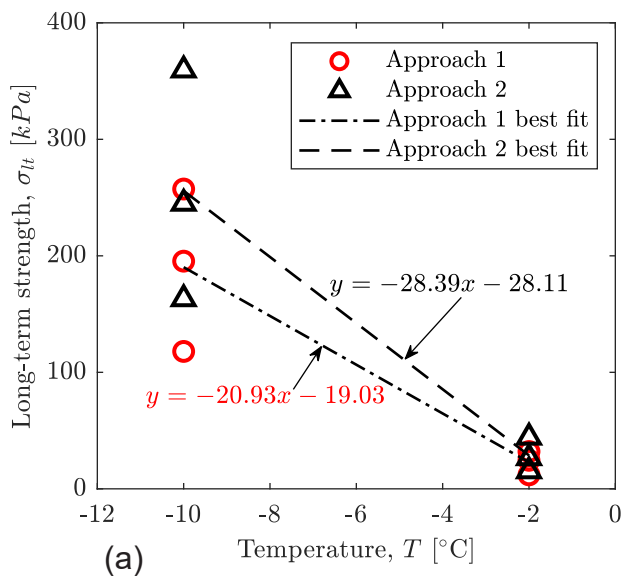 400
300
200
100
0
Long-term strength, σ_lt [kPa]
Approach 1
Approach 2
Approach 1 best fit
Approach 2 best fit
y = −28.39x − 28.11
y = −20.93x − 19.03
-12 -10 -8 -6 -4 -2 0
Temperature, T [°C]
(a)